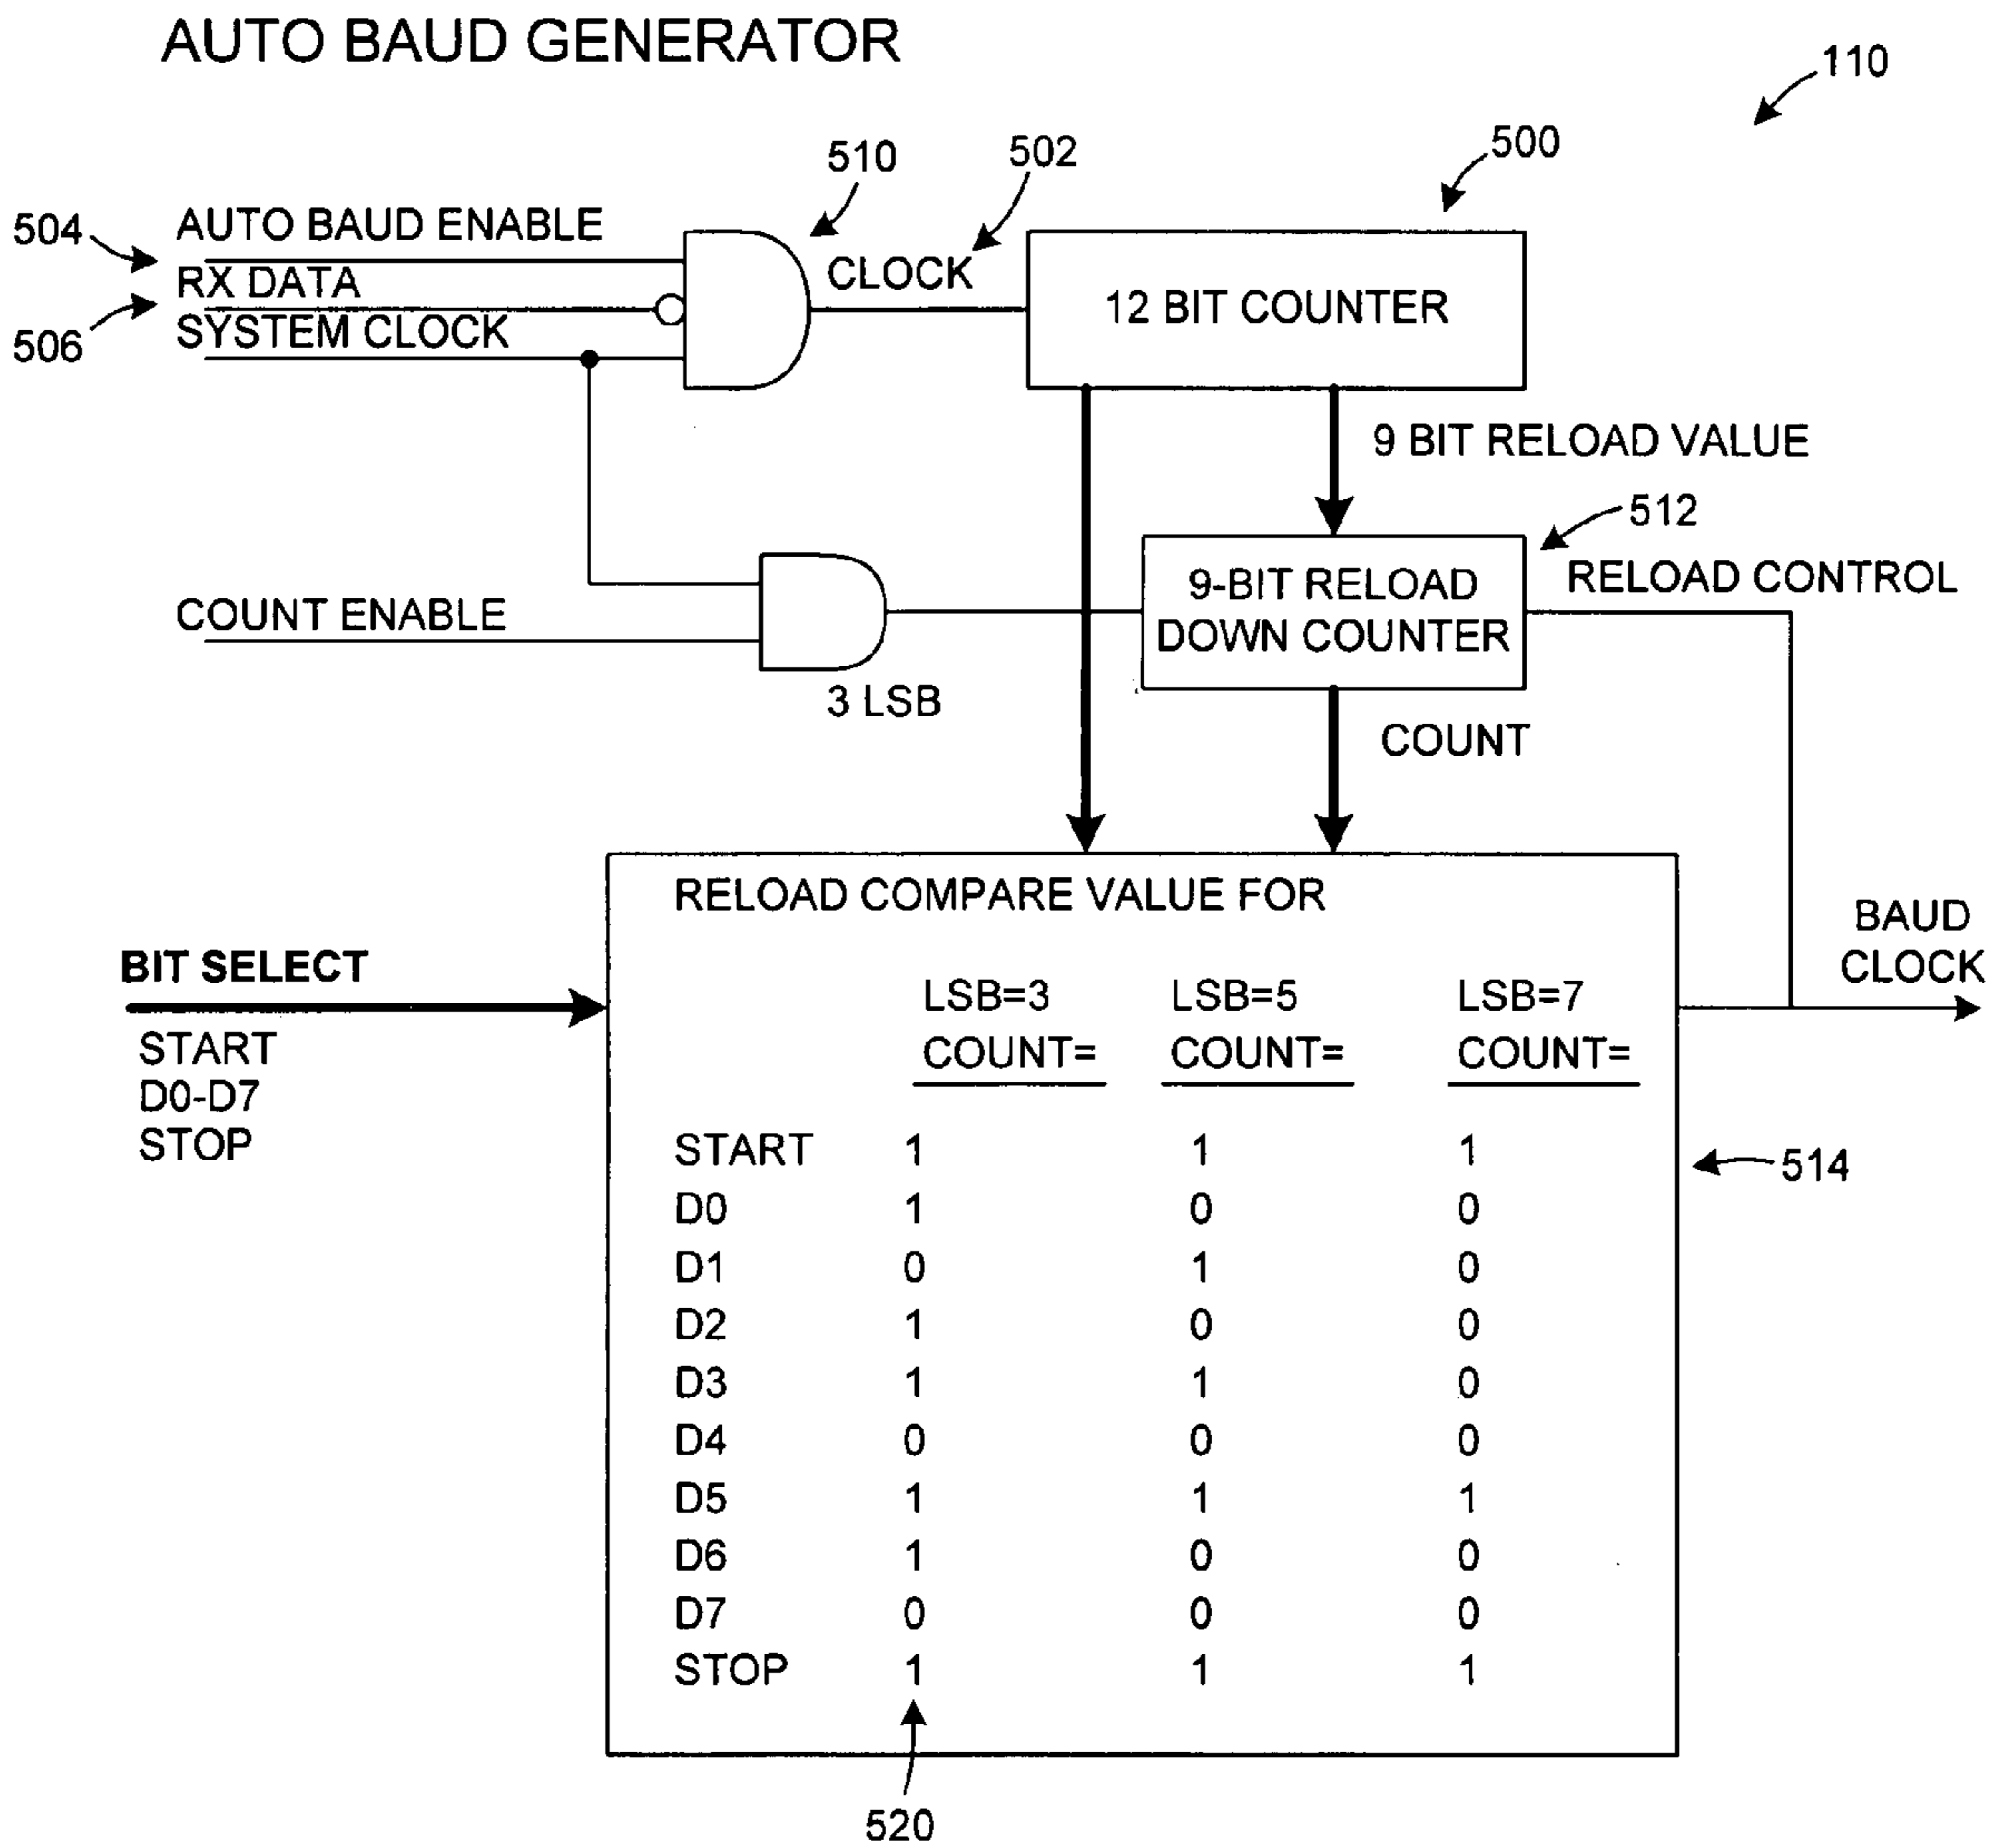 AUTO BAUD GENERATOR
110
500
510
502
504
AUTO BAUD ENABLE
RX DATA
CLOCK
12 BIT COUNTER
506
SYSTEM CLOCK
9 BIT RELOAD VALUE
512
9-BIT RELOAD
DOWN COUNTER
RELOAD CONTROL
COUNT ENABLE
3 LSB
COUNT
RELOAD COMPARE VALUE FOR
BAUD
CLOCK
BIT SELECT
START
D0-D7
STOP
LSB=3 LSB=5 LSB=7
COUNT= COUNT= COUNT=
START 1 1 1
D0 1 0 0
D1 0 1 0
D2 1 0 0
D3 1 1 0
D4 0 0 0
D5 1 1 1
D6 1 0 0
D7 0 0 0
STOP 1 1 1
514
520